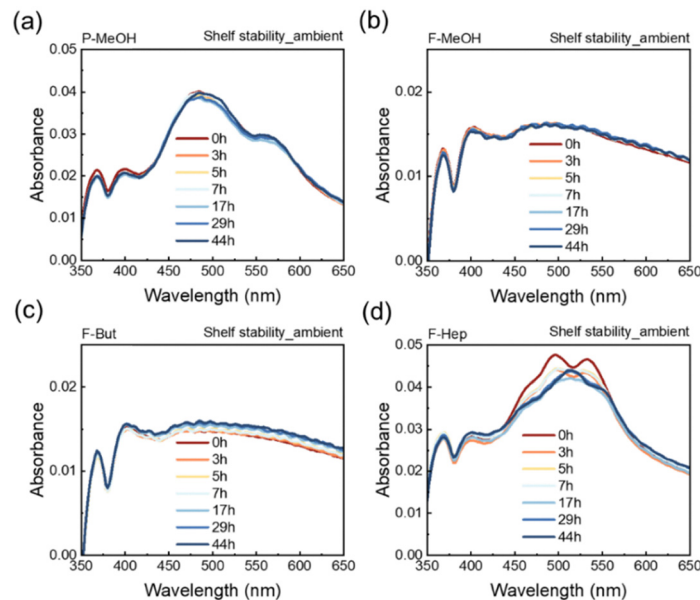 (a)
P-MeOH Shelf stability_ambient
0.05
0.04
0.03
0.02
0.01
0.00
Absorbance
0h
3h
5h
7h
17h
29h
44h
350 400 450 500 550 600 650
Wavelength (nm)
(b)
F-MeOH Shelf stability_ambient
0.02
0.01
0.00
Absorbance
0h
3h
5h
7h
17h
29h
44h
350 400 450 500 550 600 650
Wavelength (nm)
(c)
F-But Shelf stability_ambient
0.02
0.01
0.00
Absorbance
0h
3h
5h
7h
17h
29h
44h
350 400 450 500 550 600 650
Wavelength (nm)
(d)
F-Hep Shelf stability_ambient
0.05
0.04
0.03
0.02
0.01
0.00
Absorbance
0h
3h
5h
7h
17h
29h
44h
350 400 450 500 550 600 650
Wavelength (nm)